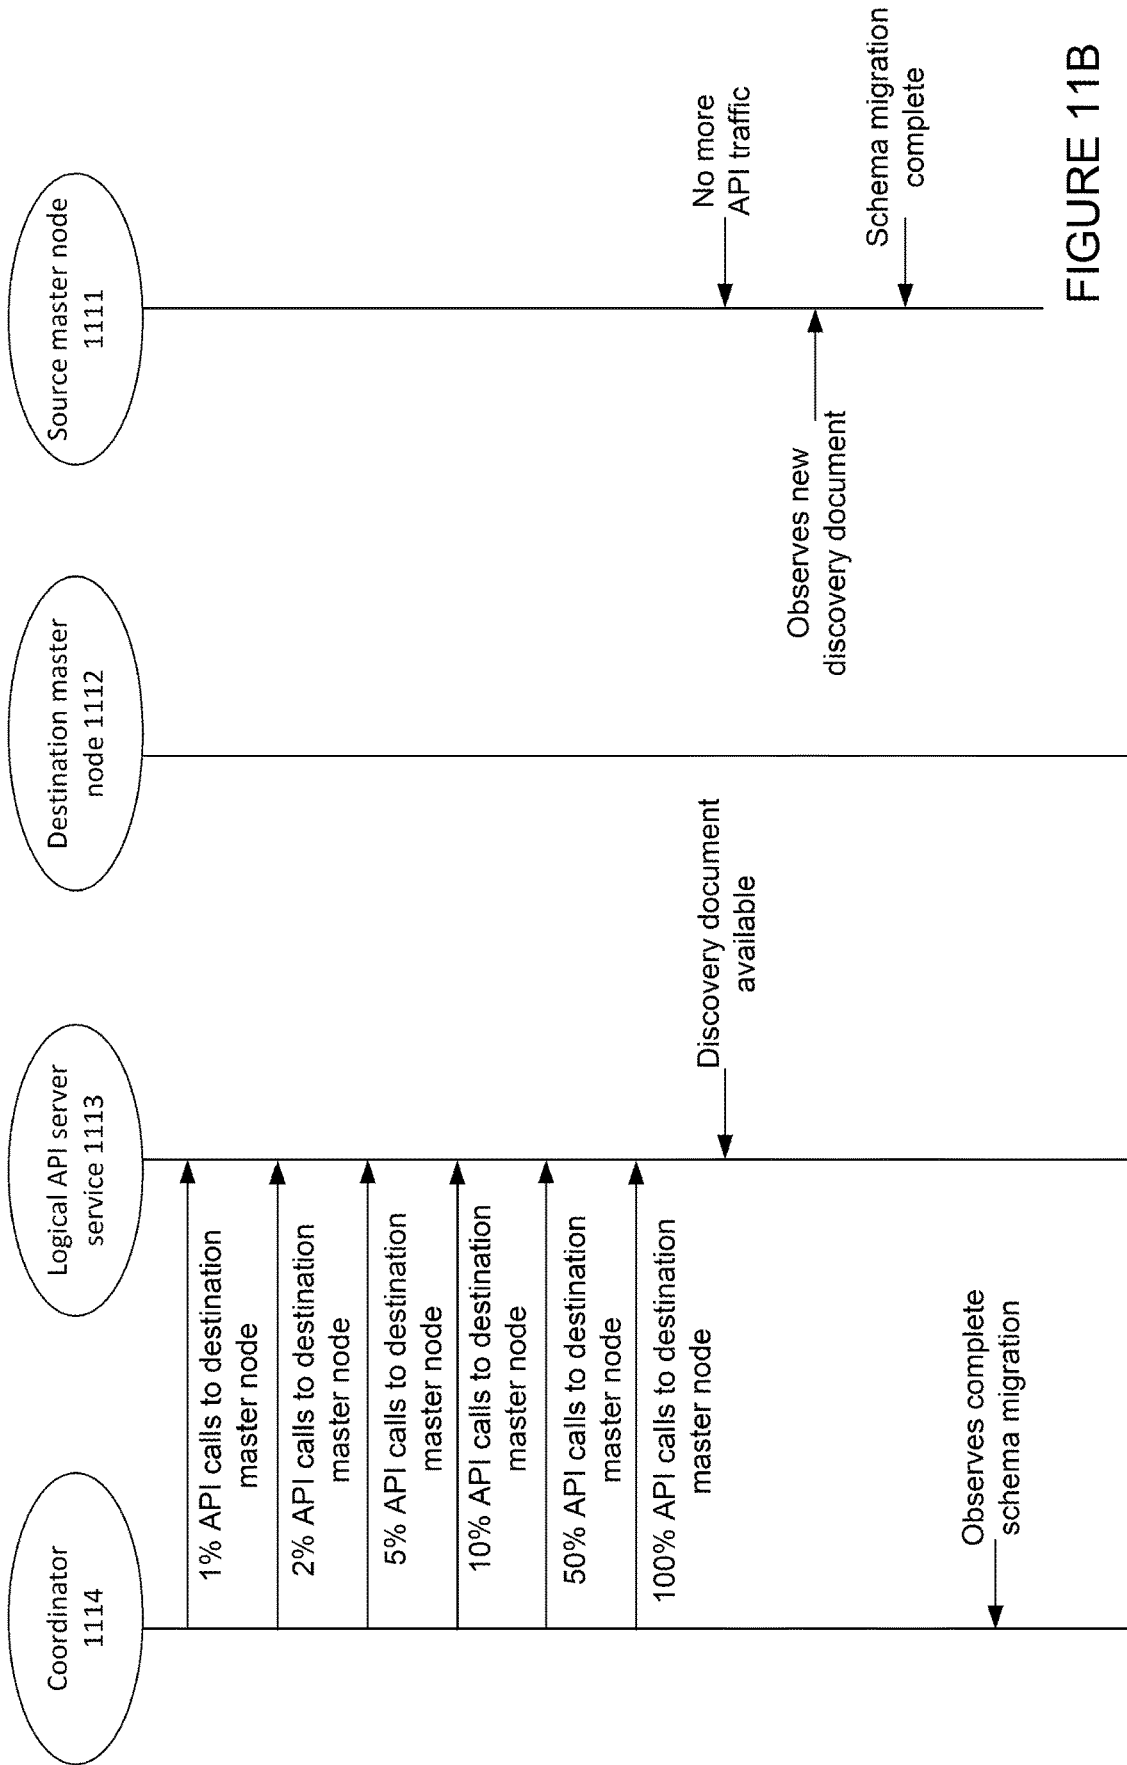 Coordinator
1114
Logical API server
service 1113
Destination master
node 1112
Source master node
1111
1% API calls to destination
master node
2% API calls to destination
master node
5% API calls to destination
master node
10% API calls to destination
master node
50% API calls to destination
master node
100% API calls to destination
master node
Discovery document
available
No more
API traffic
Observes new
discovery document
Schema migration
complete
Observes complete
schema migration
FIGURE 11B